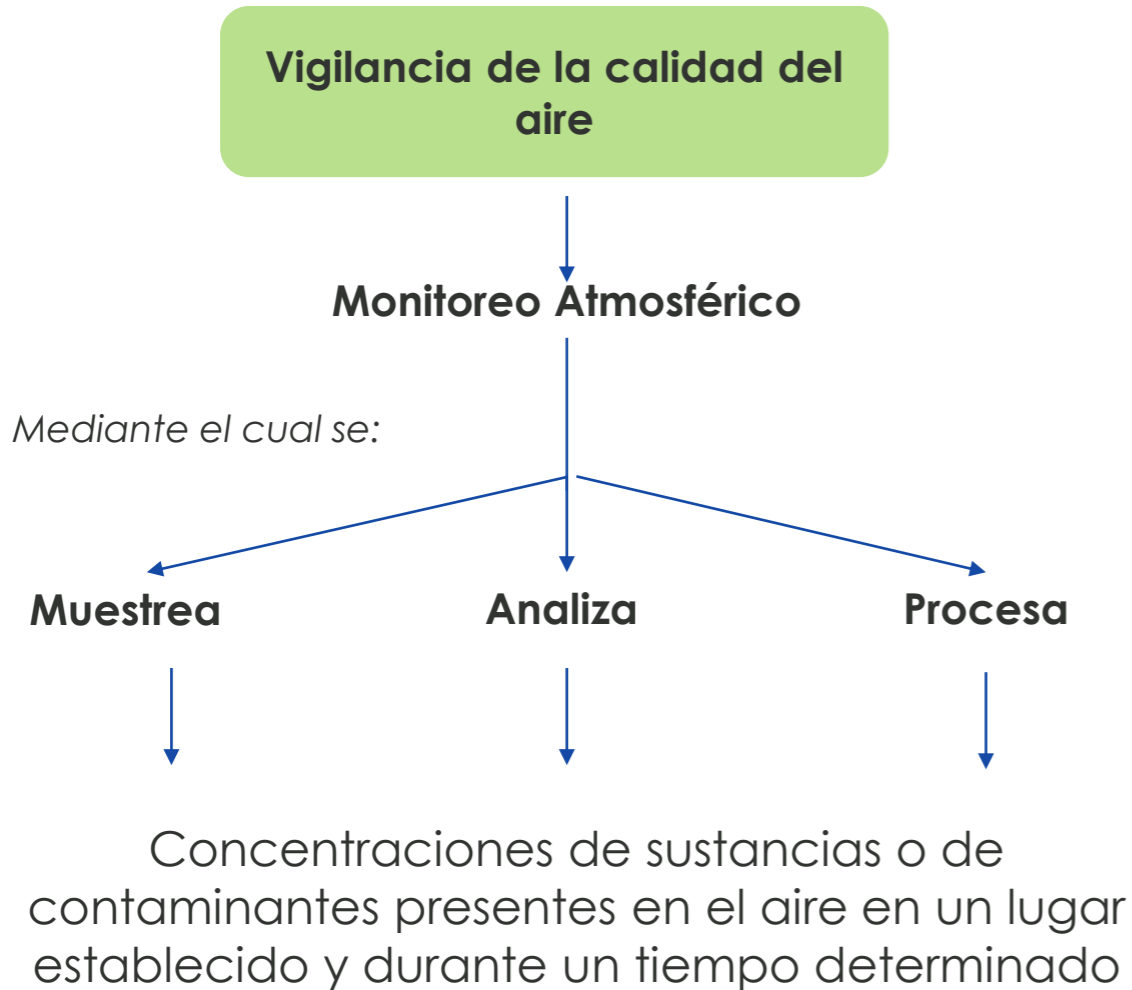 Vigilancia de la calidad del
aire
Monitoreo Atmosférico
Mediante el cual se:
Muestrea
Analiza
Procesa
Concentraciones de sustancias o de
contaminantes presentes en el aire en un lugar
establecido y durante un tiempo determinado